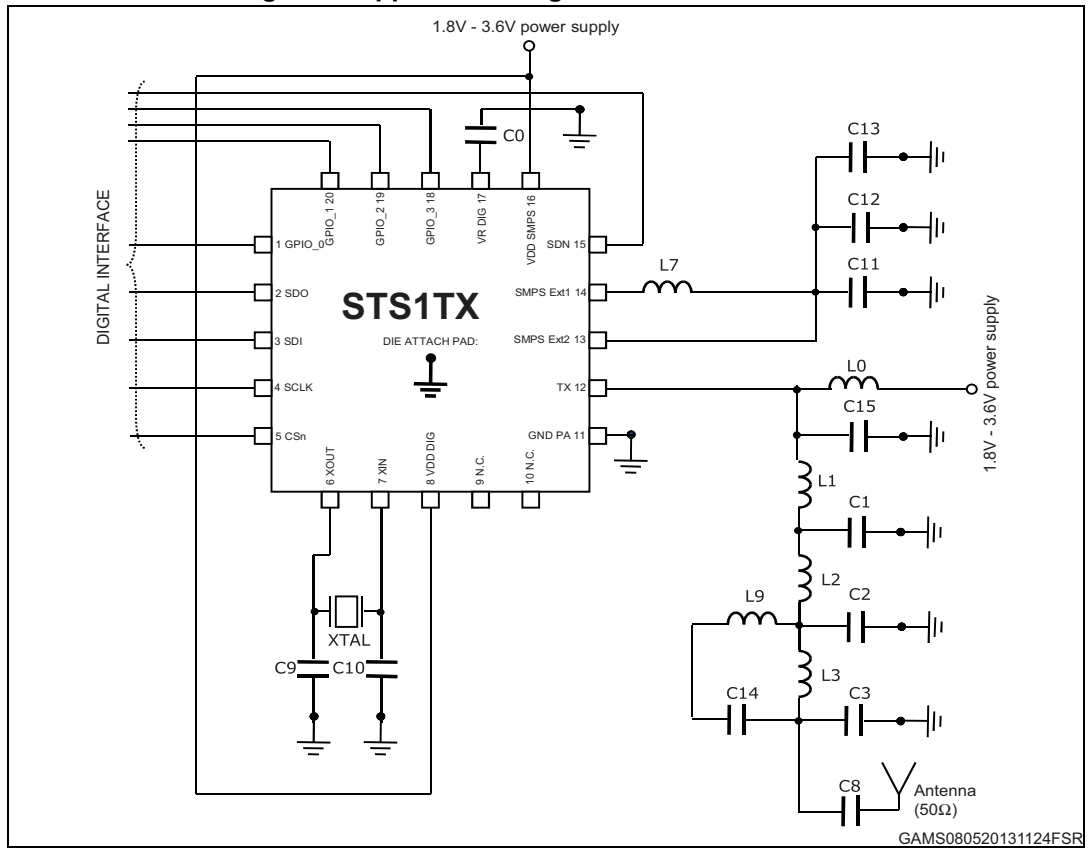 1.8V - 3.6V power supply
C0
C13
C12
C11
DIGITAL INTERFACE
GPIO_1 20
GPIO_2 19
GPIO_3 18
VR DIG 17
VDD SMPS 16
1 GPIO_0
SDN 15
L7
2 SDO
SMPS Ext1 14
STS1TX
3 SDI
DIE ATTACH PAD:
SMPS Ext2 13
4 SCLK
TX 12
L0
1.8V - 3.6V power supply
C15
5 CSn
GND PA 11
6 XOUT
7 XIN
8 VDD DIG
9 N.C.
10 N.C.
L1
C1
L2
L9
C2
XTAL
C9
C10
L3
C14
C3
C8
Antenna
(50Ω)
GAMS080520131124FSR